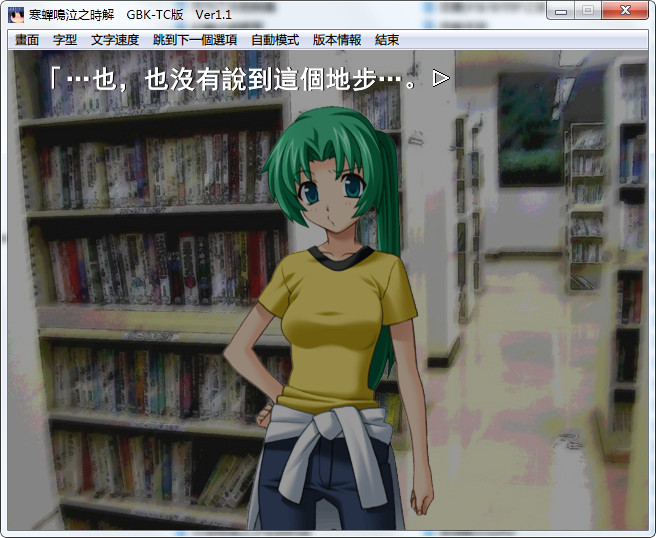 寒蟬鳴泣之時解 GBK-TC版 Ver1.1
畫面 字型 文字速度 跳到下一個選項 自動模式 版本情報 結束
「…也，也沒有說到這個地步…。